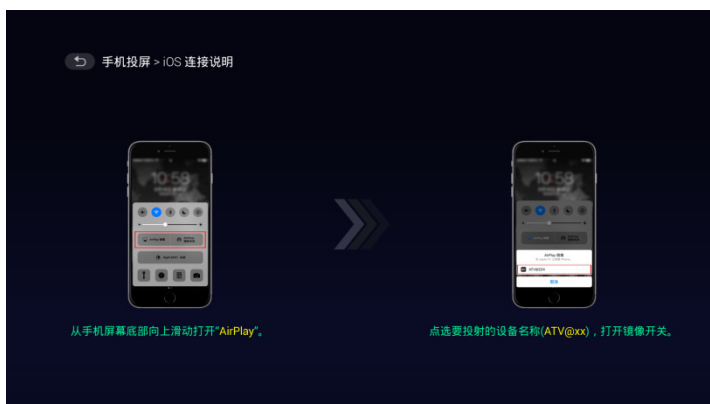 手机投屏 > iOS 连接说明
10:58
10:58
AirPlay 镜像
取消
从手机屏幕底部向上滑动打开“AirPlay”。
点选要投射的设备名称(ATV@xx)，打开镜像开关。